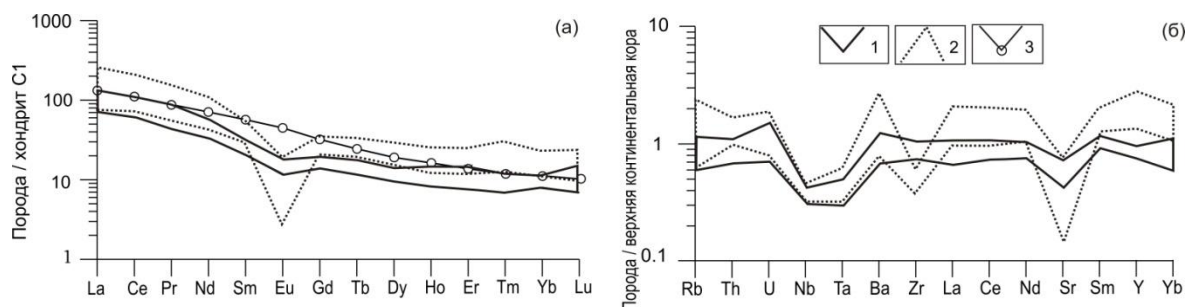 1000
100
10
1
Порода / хондрит C1
(а)
La Ce Pr Nd Sm Eu Gd Tb Dy Ho Er Tm Yb Lu
10
1
0.1
Порода / верхняя континентальная кора
1 2 3
(б)
Rb Th U Nb Ta Ba Zr La Ce Nd Sr Sm Y Yb